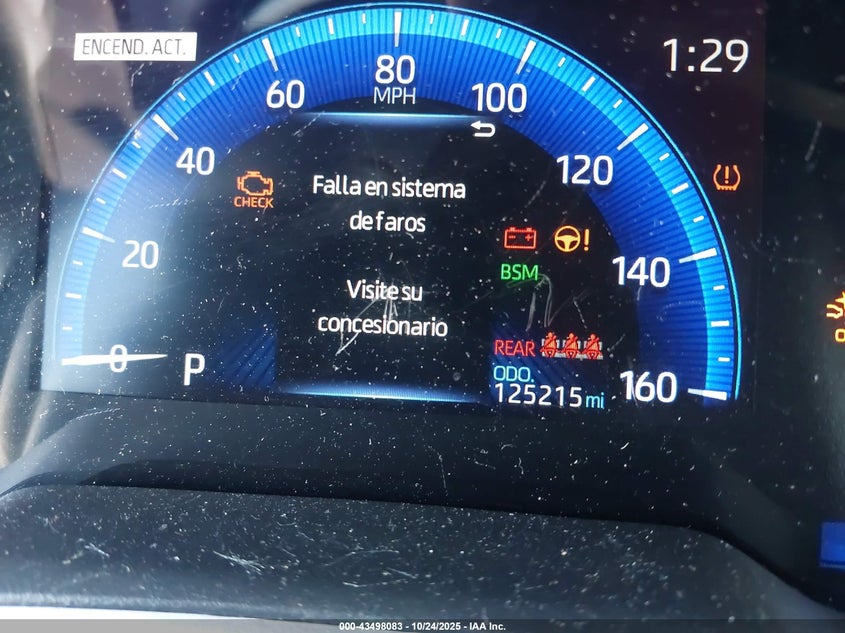 ENCEND. ACT.
1:29
80
MPH
60
100
40
120
20
140
0
160
CHECK
Falla en sistema
de faros
Visite su
concesionario
BSM
REAR
ODO.
125215 mi
P
000-43498083 - 10/24/2025 - IAA Inc.